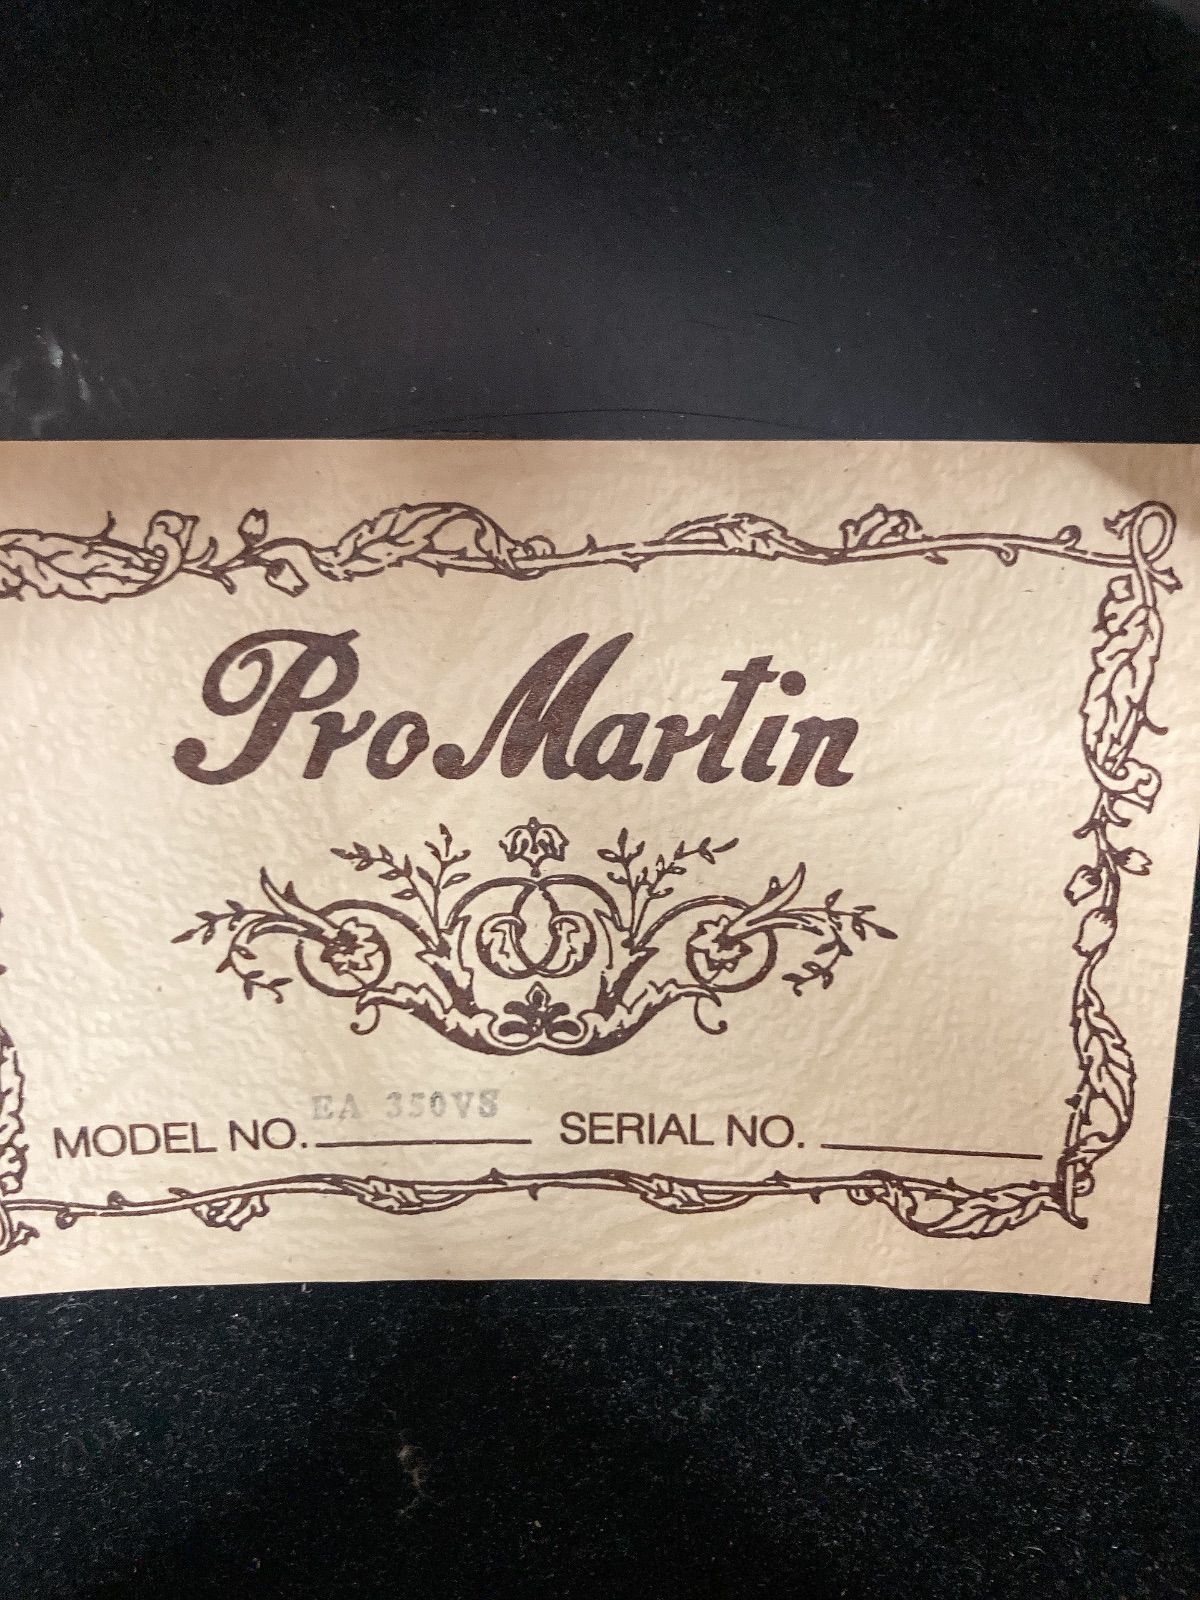 Pro Martin
EA 350VS
MODEL NO. SERIAL NO.